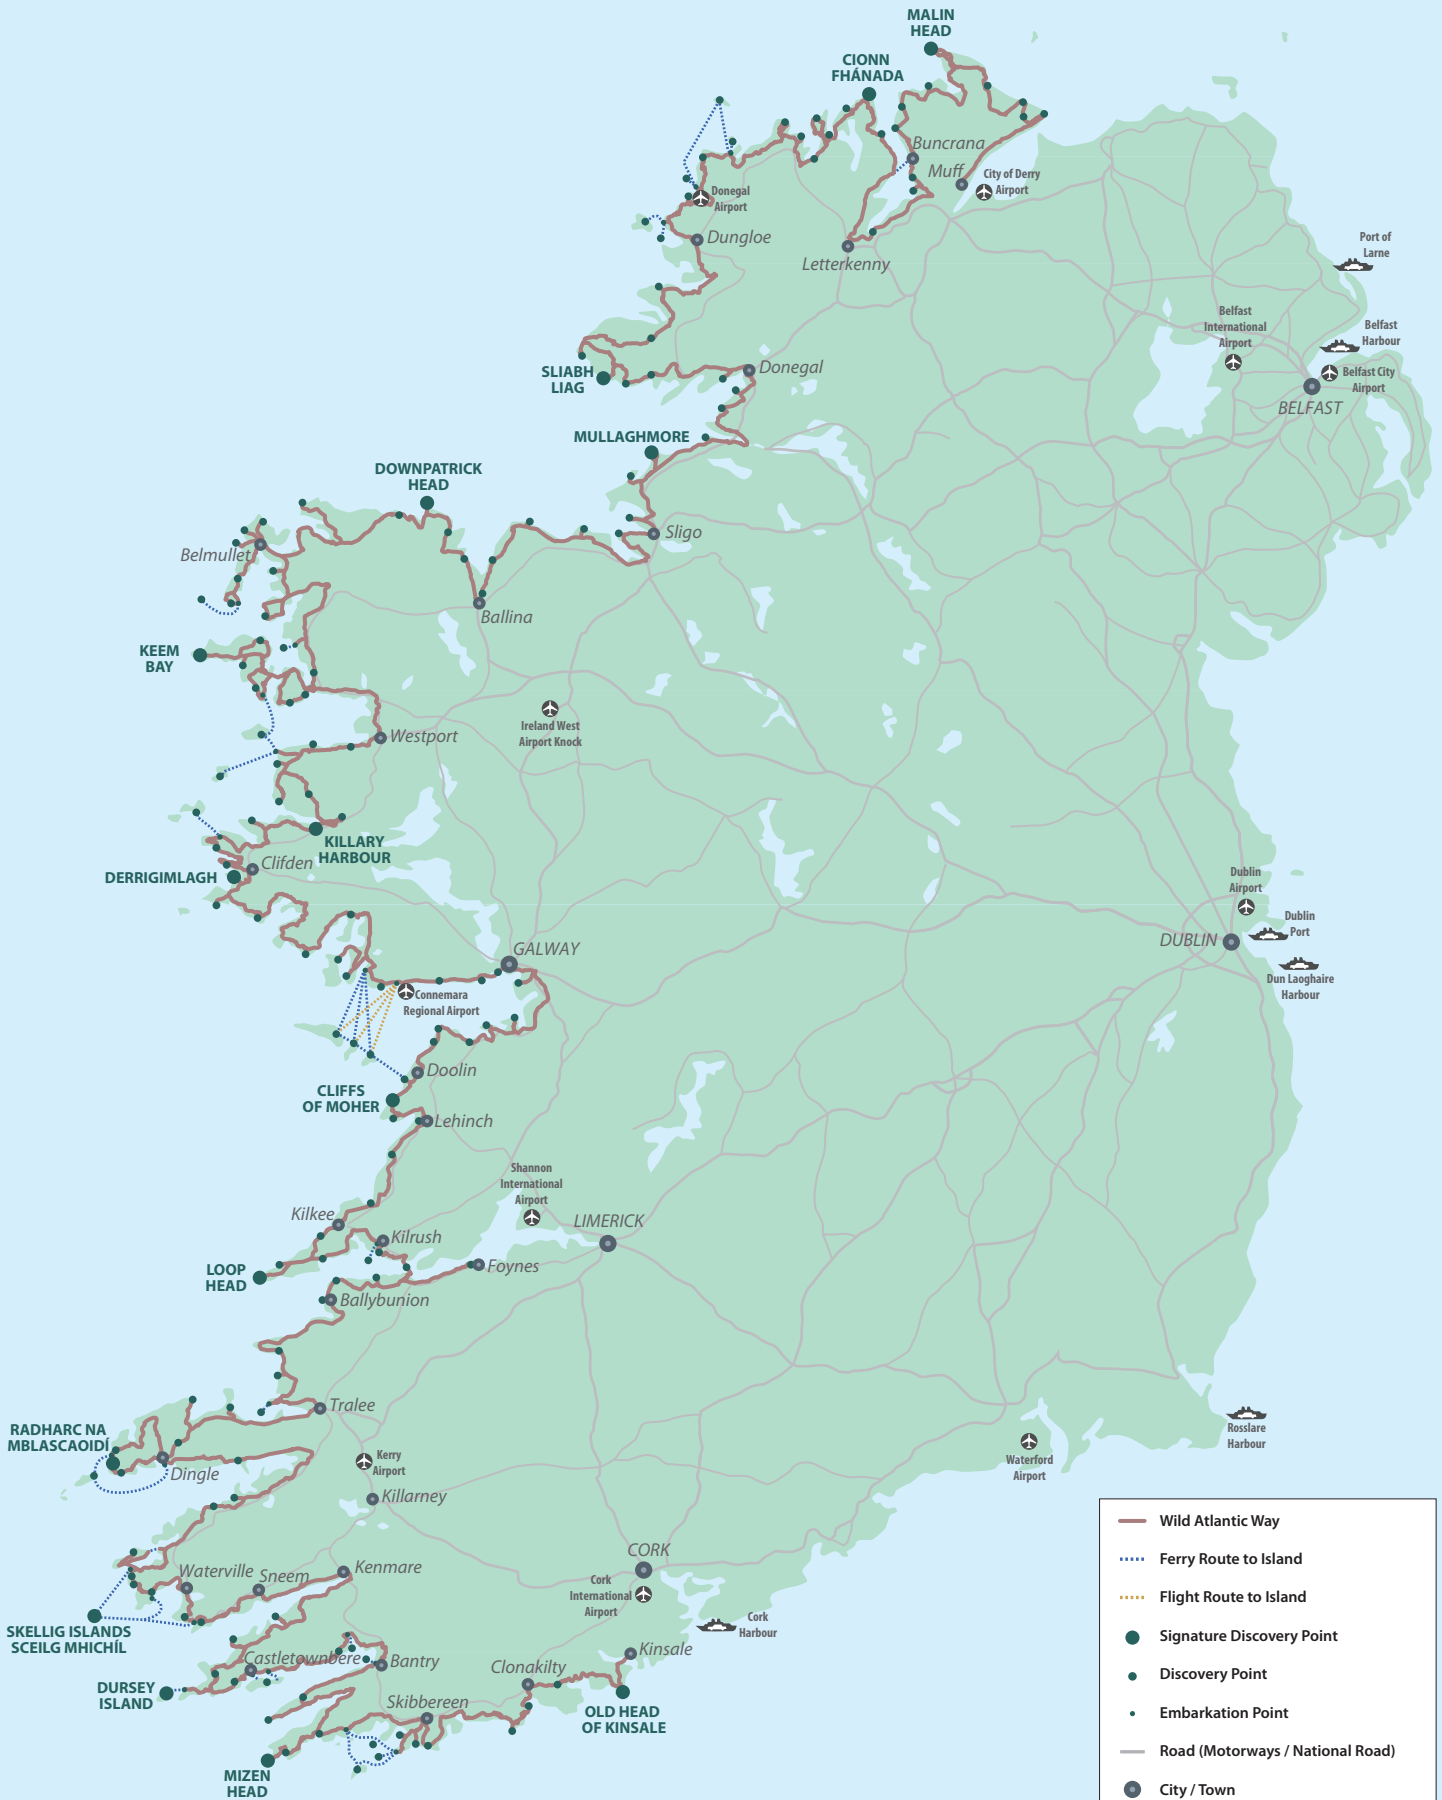 MALIN
HEAD
CIONN
FHÁNADA
Buncrana
Muff
City of Derry
Airport
Donegal
Airport
Dungloe
Letterkenny
Port of
Larne
Belfast
International
Airport
Belfast
Harbour
Belfast City
Airport
BELFAST
SLIABH
LIAG
Donegal
MULLAGHMORE
DOWNPATRICK
HEAD
Sligo
Belmullet
Ballina
KEEM
BAY
Ireland West
Airport Knock
Westport
KILLARY
HARBOUR
Clifden
DERRIGIMLAGH
Dublin
Airport
Dublin
Port
DUBLIN
Dun Laoghaire
Harbour
GALWAY
Connemara
Regional Airport
Doolin
CLIFFS
OF MOHER
Lehinch
Shannon
International
Airport
Kilkee
LIMERICK
Kilrush
LOOP
HEAD
Foynes
Ballybunion
Tralee
RADHARC NA
MBLASCAOIDÍ
Dingle
Kerry
Airport
Killarney
Rosslare
Harbour
Waterford
Airport
CORK
Cork
International
Airport
Cork
Harbour
Waterville
Sneem
Kenmare
SKELLIG ISLANDS
SCEILG MHICHÍL
Castletownbere
Bantry
Kinsale
Clonakilty
DURSEY
ISLAND
Skibbereen
OLD HEAD
OF KINSALE
MIZEN
HEAD
Wild Atlantic Way
Ferry Route to Island
Flight Route to Island
Signature Discovery Point
Discovery Point
Embarkation Point
Road (Motorways / National Road)
City / Town